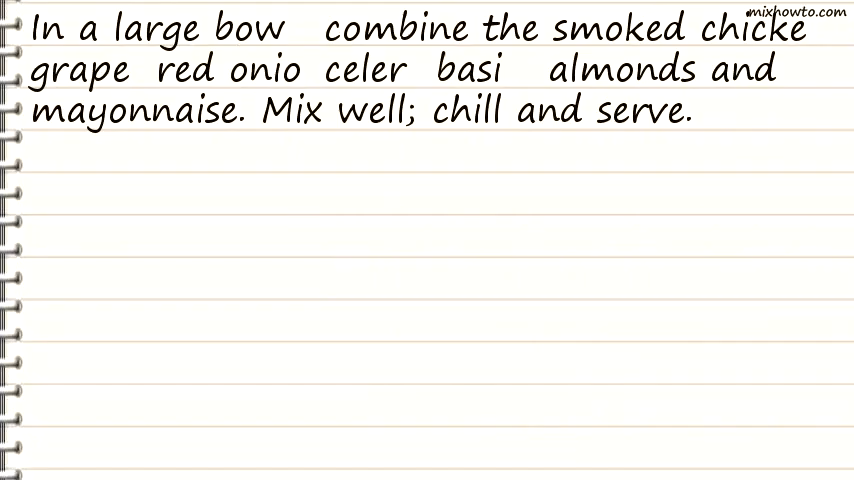 mixhowto.com
In a large bow combine the smoked chicke
grape red onio celer basi almonds and
mayonnaise. Mix well; chill and serve.